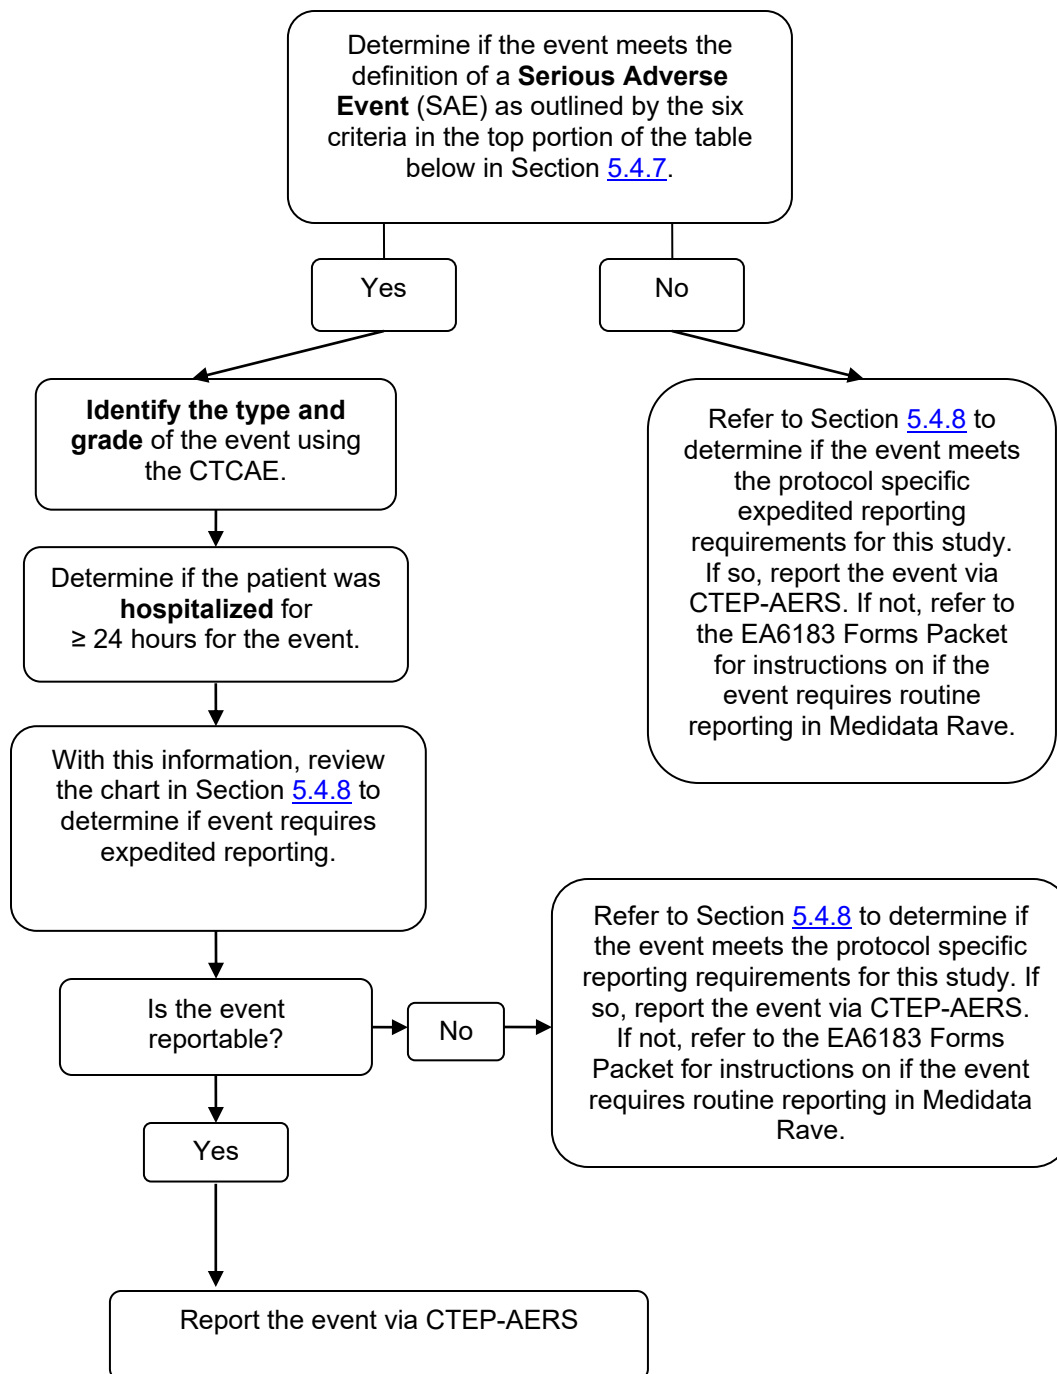 Determine if the event meets the
definition of a Serious Adverse
Event (SAE) as outlined by the six
criteria in the top portion of the table
below in Section 5.4.7.
Yes
No
Identify the type and
grade of the event using
the CTCAE.
Refer to Section 5.4.8 to
determine if the event meets
the protocol specific
expedited reporting
requirements for this study.
If so, report the event via
CTEP-AERS. If not, refer to
the EA6183 Forms Packet
for instructions on if the
event requires routine
reporting in Medidata Rave.
Determine if the patient was
hospitalized for
≥ 24 hours for the event.
With this information, review
the chart in Section 5.4.8 to
determine if event requires
expedited reporting.
Is the event
reportable?
No
Refer to Section 5.4.8 to determine if
the event meets the protocol specific
reporting requirements for this study. If
so, report the event via CTEP-AERS.
If not, refer to the EA6183 Forms
Packet for instructions on if the event
requires routine reporting in Medidata
Rave.
Yes
Report the event via CTEP-AERS